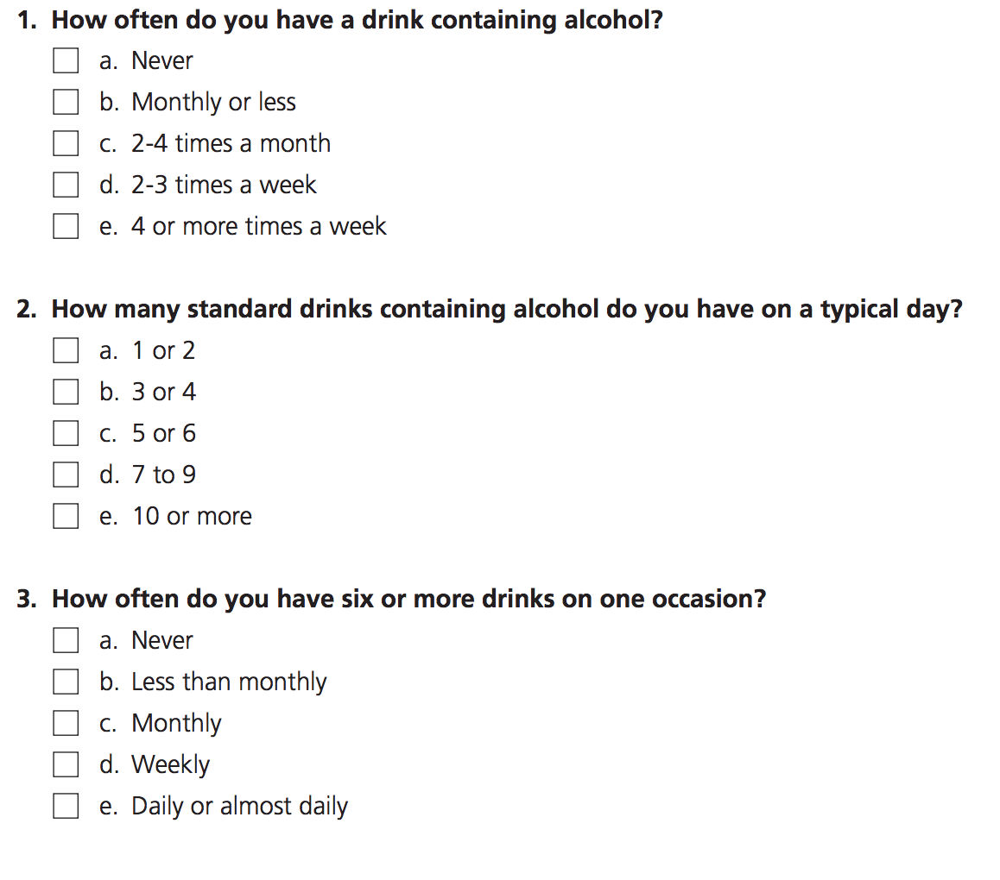 1. How often do you have a drink containing alcohol?
a. Never
b. Monthly or less
c. 2-4 times a month
d. 2-3 times a week
e. 4 or more times a week
2. How many standard drinks containing alcohol do you have on a typical day?
a. 1 or 2
b. 3 or 4
c. 5 or 6
d. 7 to 9
e. 10 or more
3. How often do you have six or more drinks on one occasion?
a. Never
b. Less than monthly
c. Monthly
d. Weekly
e. Daily or almost daily